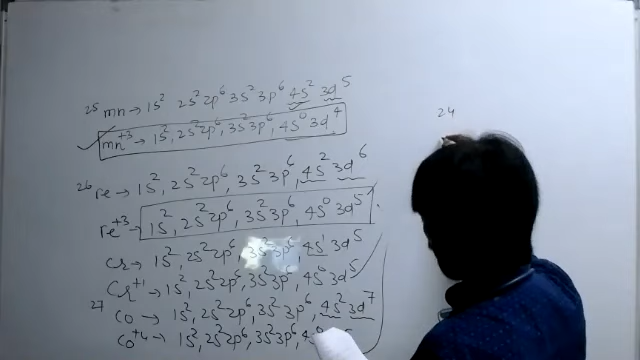 25 mn → 1s² 2s² 2p⁶ 3s² 3p⁶ 4s² 3d⁵
mn⁺³ → 1s², 2s² 2p⁶, 3s² 3p⁶, 4s⁰ 3d⁴
24
26 Fe → 1s², 2s² 2p⁶, 3s² 3p⁶, 4s² 3d⁶
Fe⁺³ → 1s², 2s² 2p⁶, 3s² 3p⁶, 4s⁰ 3d⁵
Cr → 1s², 2s² 2p⁶, 3s² 3p⁶, 4s¹ 3d⁵
Cr⁺¹ → 1s², 2s² 2p⁶, 3s² 3p⁶, 4s⁰ 3d⁵
27 Co → 1s², 2s² 2p⁶, 3s² 3p⁶, 4s² 3d⁷
Co⁺⁴ → 1s², 2s² 2p⁶, 3s² 3p⁶, 4s⁰